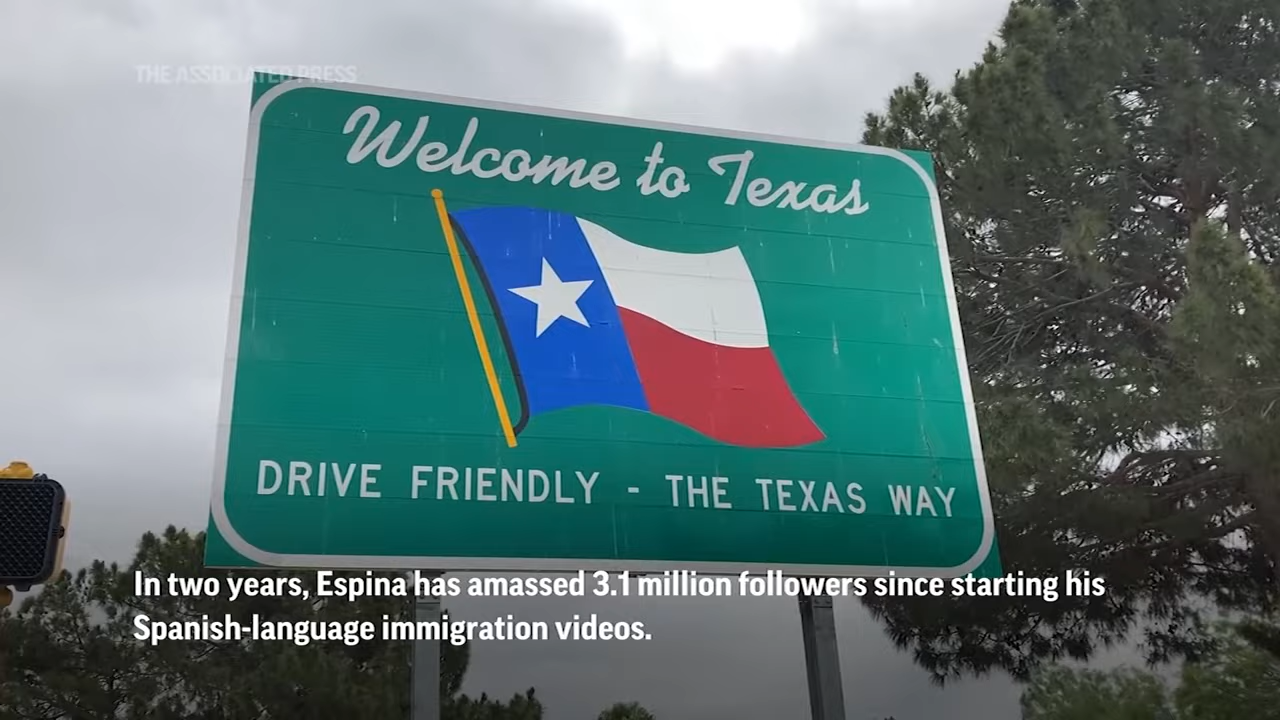 THE ASSOCIATED PRESS
Welcome to Texas
DRIVE FRIENDLY - THE TEXAS WAY
In two years, Espina has amassed 3.1 million followers since starting his
Spanish-language immigration videos.